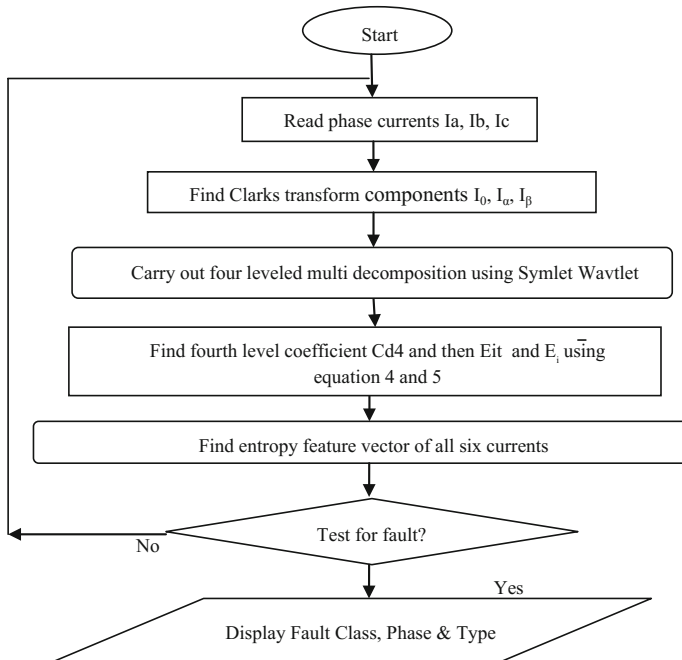 Start
Read phase currents Ia, Ib, Ic
Find Clarks transform components I₀, Iα, Iᵦ
Carry out four leveled multi decomposition using Symlet Wavtlet
Find fourth level coefficient Cd4 and then Eit and Eᵢ using
equation 4 and 5
Find entropy feature vector of all six currents
Test for fault?
No
Yes
Display Fault Class, Phase & Type